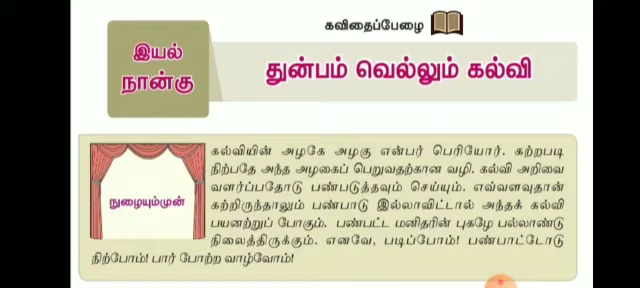 கவிதைப்பேழை
இயல்
நான்கு
துன்பம் வெல்லும் கல்வி
நுழையும்முன்
கல்வியின் அழகே அழகு என்பர் பெரியோர். கற்றபடி
நிற்பதே அந்த அழகைப் பெறுவதற்கான வழி. கல்வி அறிவை
வளர்ப்பதோடு பண்படுத்தவும் செய்யும். எவ்வளவுதான்
கற்றிருந்தாலும் பண்பாடு இல்லாவிட்டால் அந்தக் கல்வி
பயனற்றுப் போகும். பண்பட்ட மனிதரின் புகழே பல்லாண்டு
நிலைத்திருக்கும். எனவே, படிப்போம்! பண்பாட்டோடு
நிற்போம்! பார் போற்ற வாழ்வோம்!